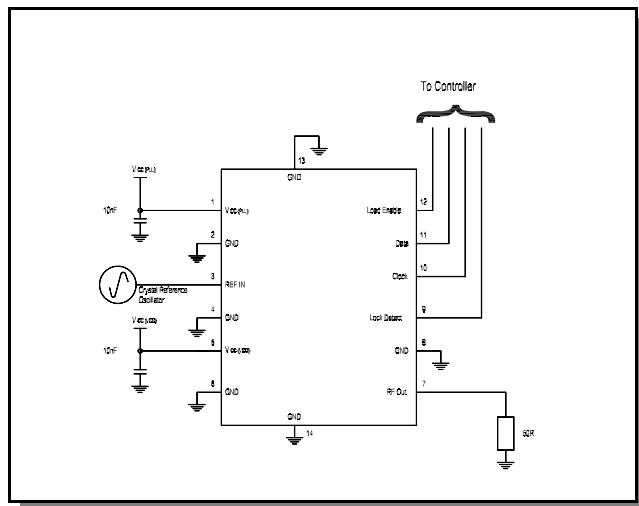 To Controller
13
GND
Vcc (PLL)
10nF
1
Vcc (PLL)
Load Enable
12
2
GND
Data
11
3
REF IN
Clock
10
Crystal Reference
Oscillator
4
GND
Lock Detect
9
Vcc (VCO)
10nF
5
Vcc (VCO)
GND
8
6
GND
RF Out
7
GND
14
50R